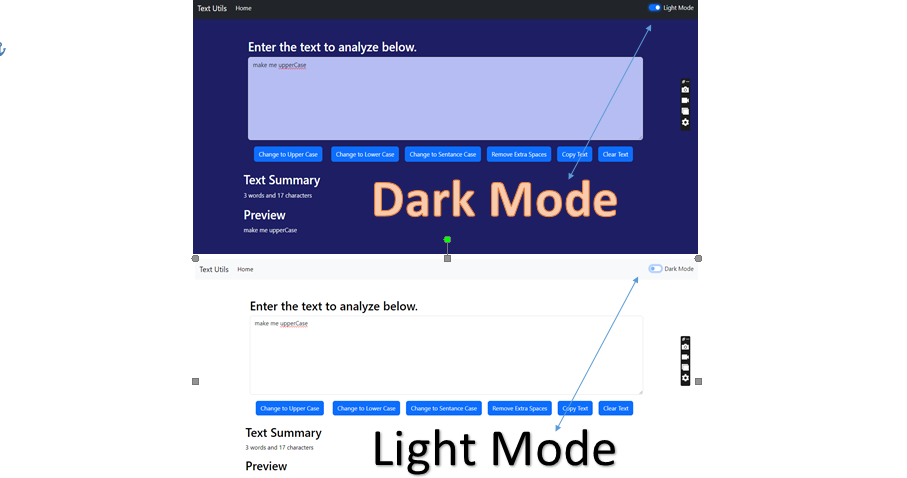 Text Utils Home Light Mode
Enter the text to analyze below.
make me upperCase
Change to Upper Case Change to Lower Case Change to Sentance Case Remove Extra Spaces Copy Text Clear Text
Text Summary
3 words and 17 characters
Dark Mode
Preview
make me upperCase
Text Utils Home Dark Mode
Enter the text to analyze below.
make me upperCase
Change to Upper Case Change to Lower Case Change to Sentance Case Remove Extra Spaces Copy Text Clear Text
Text Summary
3 words and 17 characters
Light Mode
Preview